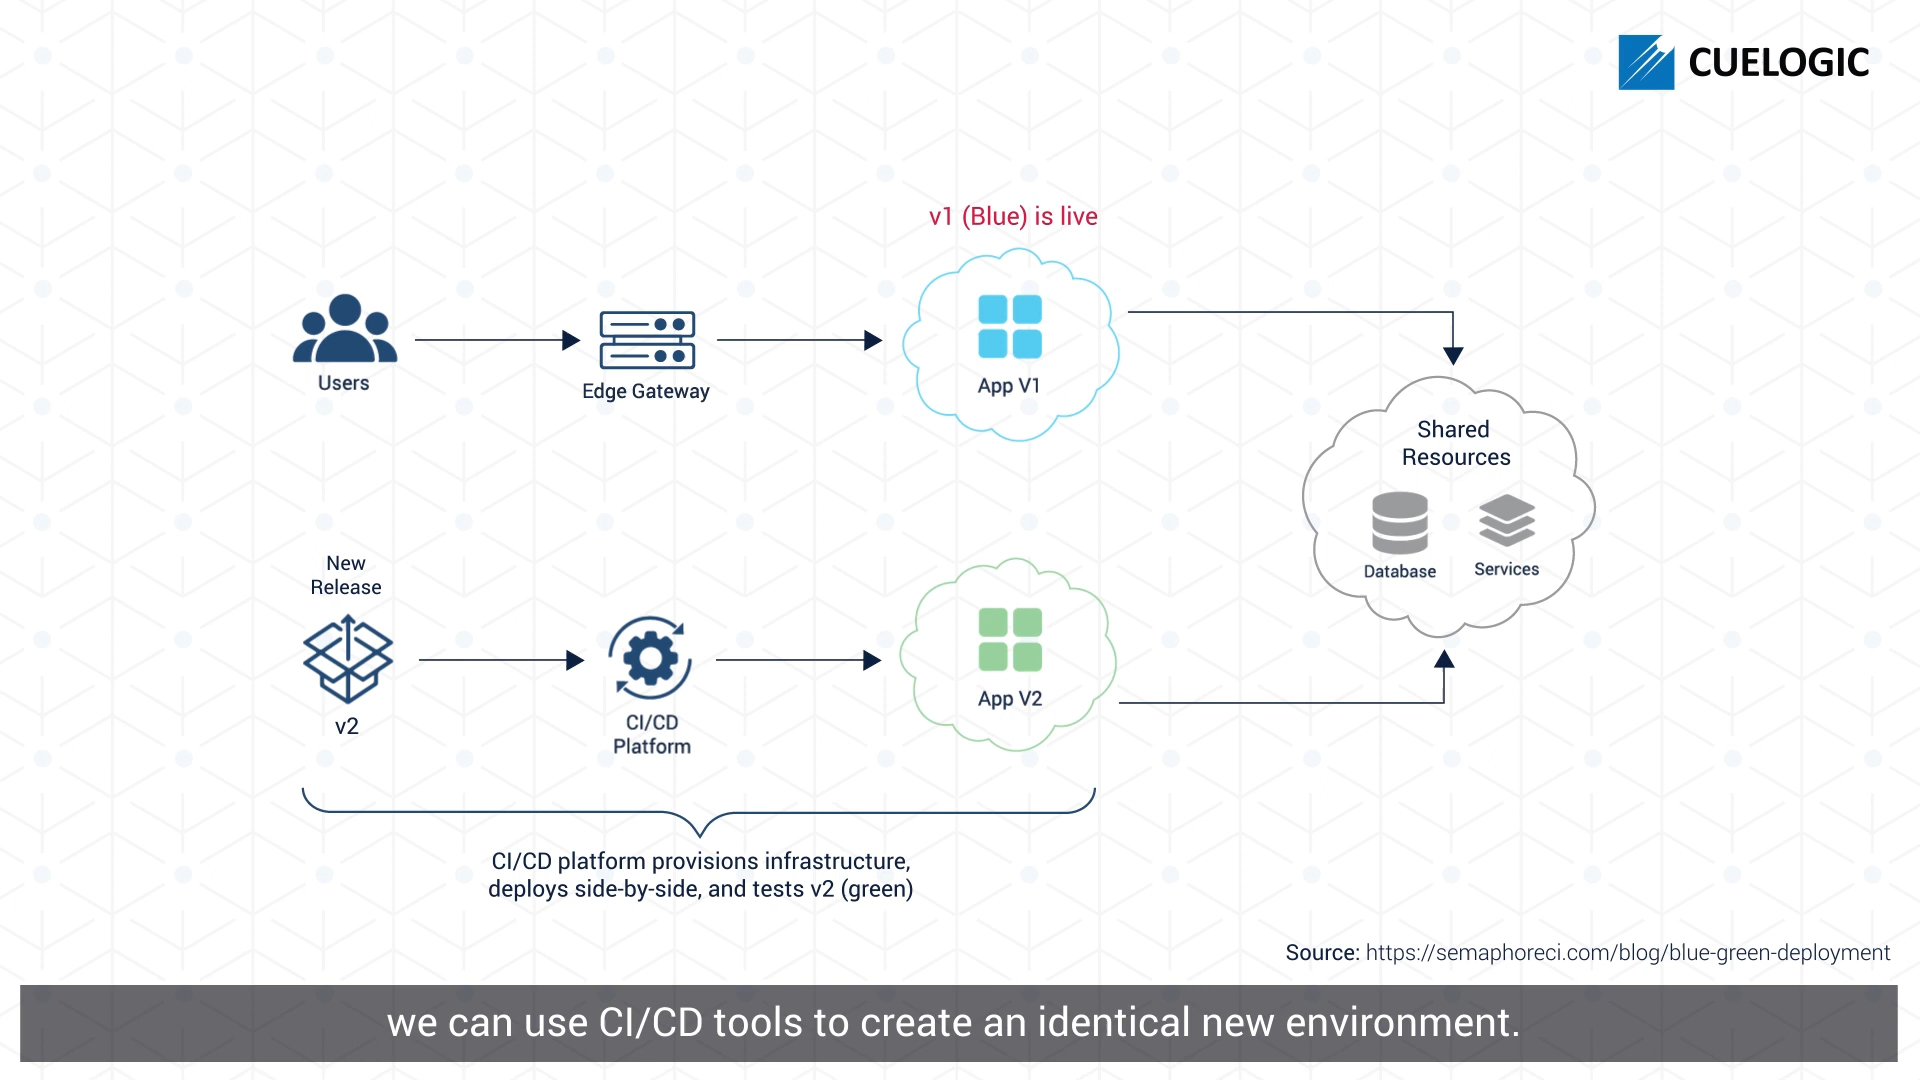 CUELOGIC
v1 (Blue) is live
Users
Edge Gateway
App V1
Shared
Resources
Database
Services
New
Release
v2
CI/CD
Platform
App V2
CI/CD platform provisions infrastructure,
deploys side-by-side, and tests v2 (green)
Source: https://semaphoreci.com/blog/blue-green-deployment
we can use CI/CD tools to create an identical new environment.